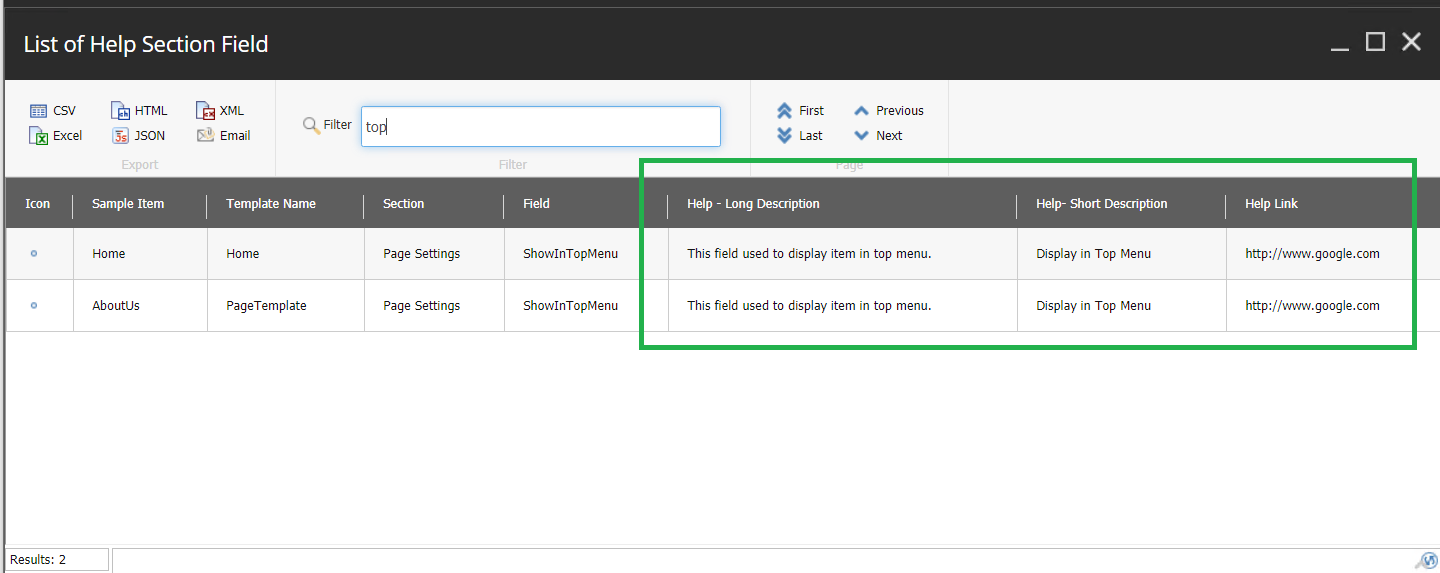 List of Help Section Field
CSV HTML XML
Filter top
First Previous
Excel JSON Email
Last Next
Export Filter Page
Icon Sample Item Template Name Section Field Help - Long Description Help- Short Description Help Link
Home Home Page Settings ShowInTopMenu This field used to display item in top menu. Display in Top Menu http://www.google.com
AboutUs PageTemplate Page Settings ShowInTopMenu This field used to display item in top menu. Display in Top Menu http://www.google.com
Results: 2